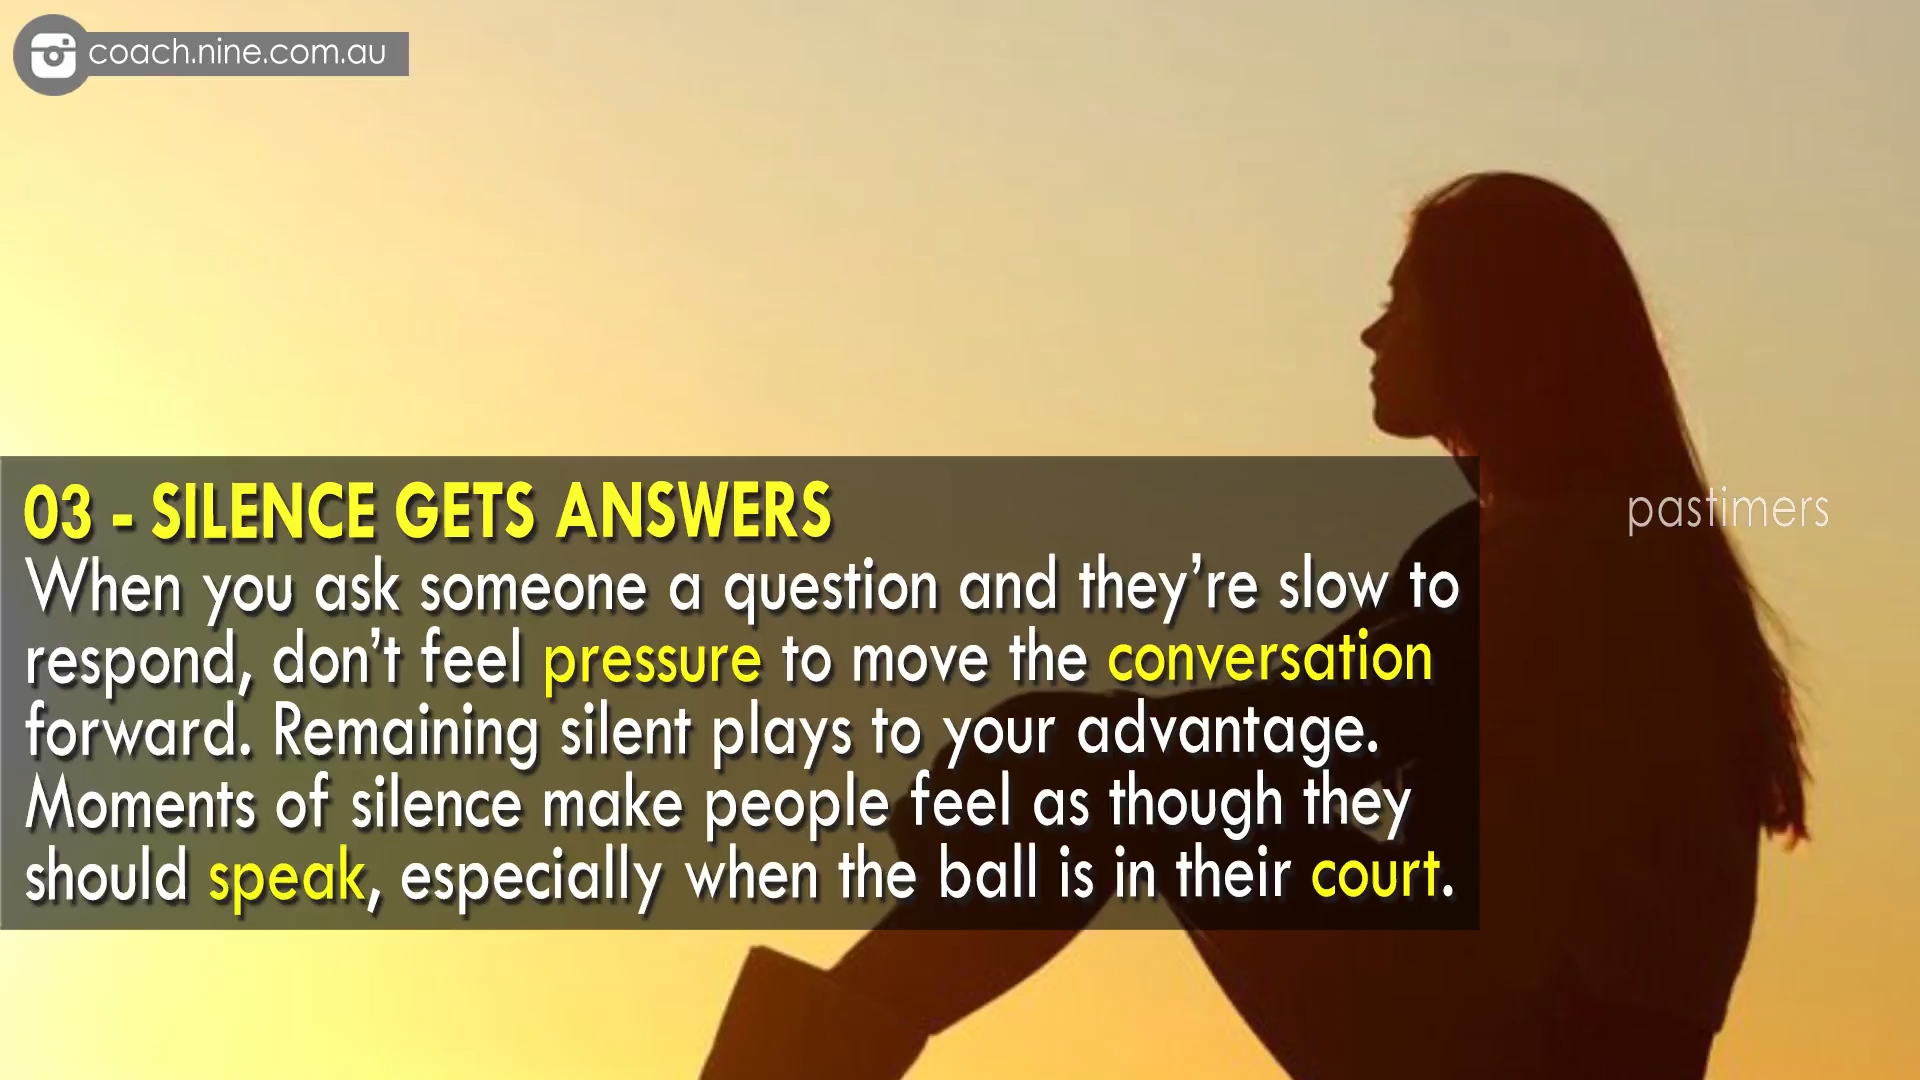 coach.nine.com.au
03 - SILENCE GETS ANSWERS
When you ask someone a question and they’re slow to
respond, don’t feel pressure to move the conversation
forward. Remaining silent plays to your advantage.
Moments of silence make people feel as though they
should speak, especially when the ball is in their court.
pastimers